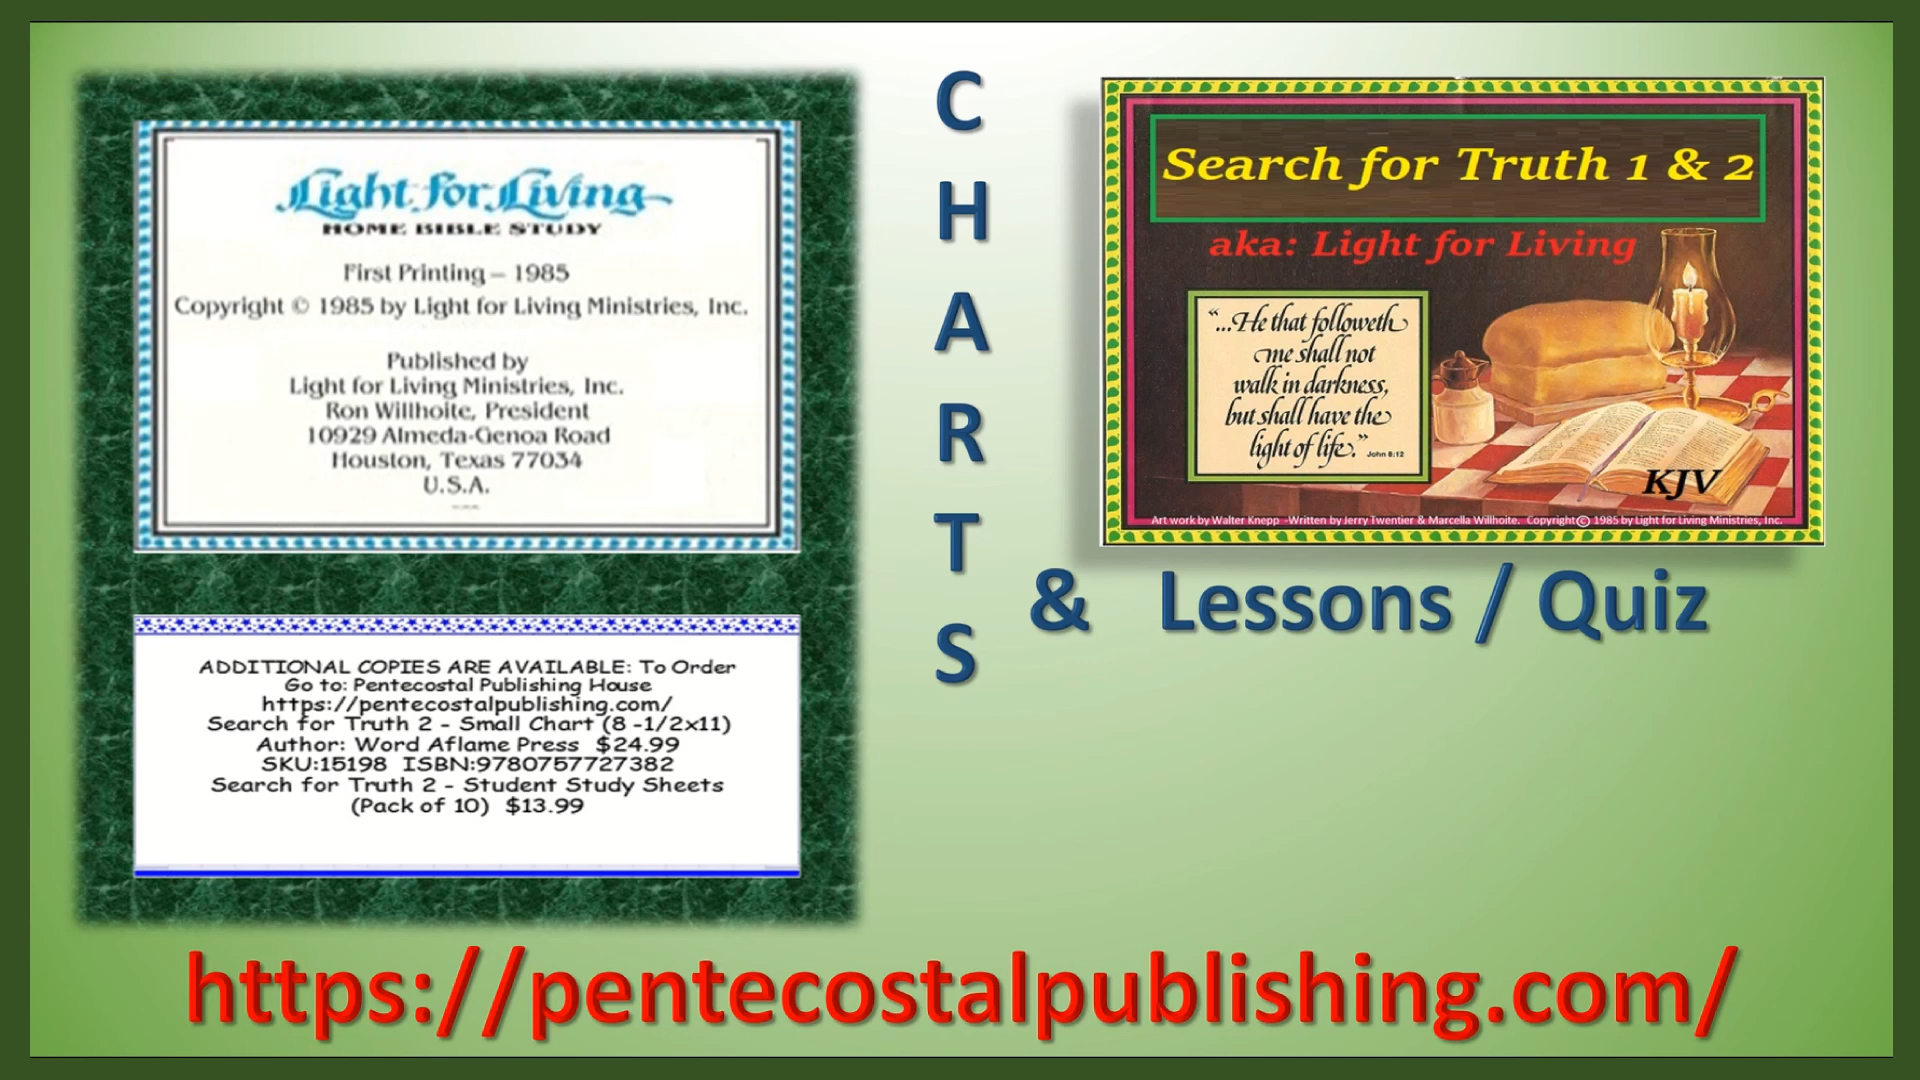 Light for Living
HOME BIBLE STUDY
First Printing – 1985
Copyright © 1985 by Light for Living Ministries, Inc.
Published by
Light for Living Ministries, Inc.
Ron Willhoite, President
10929 Almeda-Genoa Road
Houston, Texas 77034
U.S.A.
ADDITIONAL COPIES ARE AVAILABLE: To Order
Go to: Pentecostal Publishing House
https://pentecostalpublishing.com/
Search for Truth 2 - Small Chart (8 -1/2x11)
Author: Word Aflame Press $24.99
SKU:15198 ISBN:9780757727382
Search for Truth 2 - Student Study Sheets
(Pack of 10) $13.99
CHARTS
Search for Truth 1 & 2
aka: Light for Living
“...He that followeth
me shall not
walk in darkness,
but shall have the
light of life.” John 8:12
KJV
Art work by Walter Knepp -Written by Jerry Twentier & Marcella Willhoite. Copyright© 1985 by Light for Living Ministries, Inc.
& Lessons / Quiz
https://pentecostalpublishing.com/